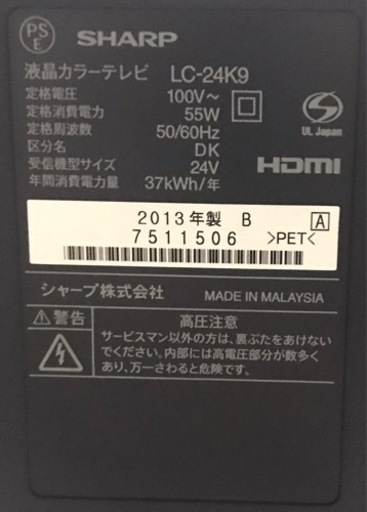 PS E SHARP
液晶カラーテレビ LC-24K9
定格電圧 100V～
定格消費電力 55W
定格周波数 50/60Hz
区分名 DK
受信機型サイズ 24V
年間消費電力量 37kWh/年
S UL Japan
HDMI
2013年製 B A
7511506 >PET<
シャープ株式会社 MADE IN MALAYSIA
警告 高圧注意
サービスマン以外の方は、裏ぶたをあけない
でください。内部には高電圧部分が数多く
あり、万一さわると危険です。